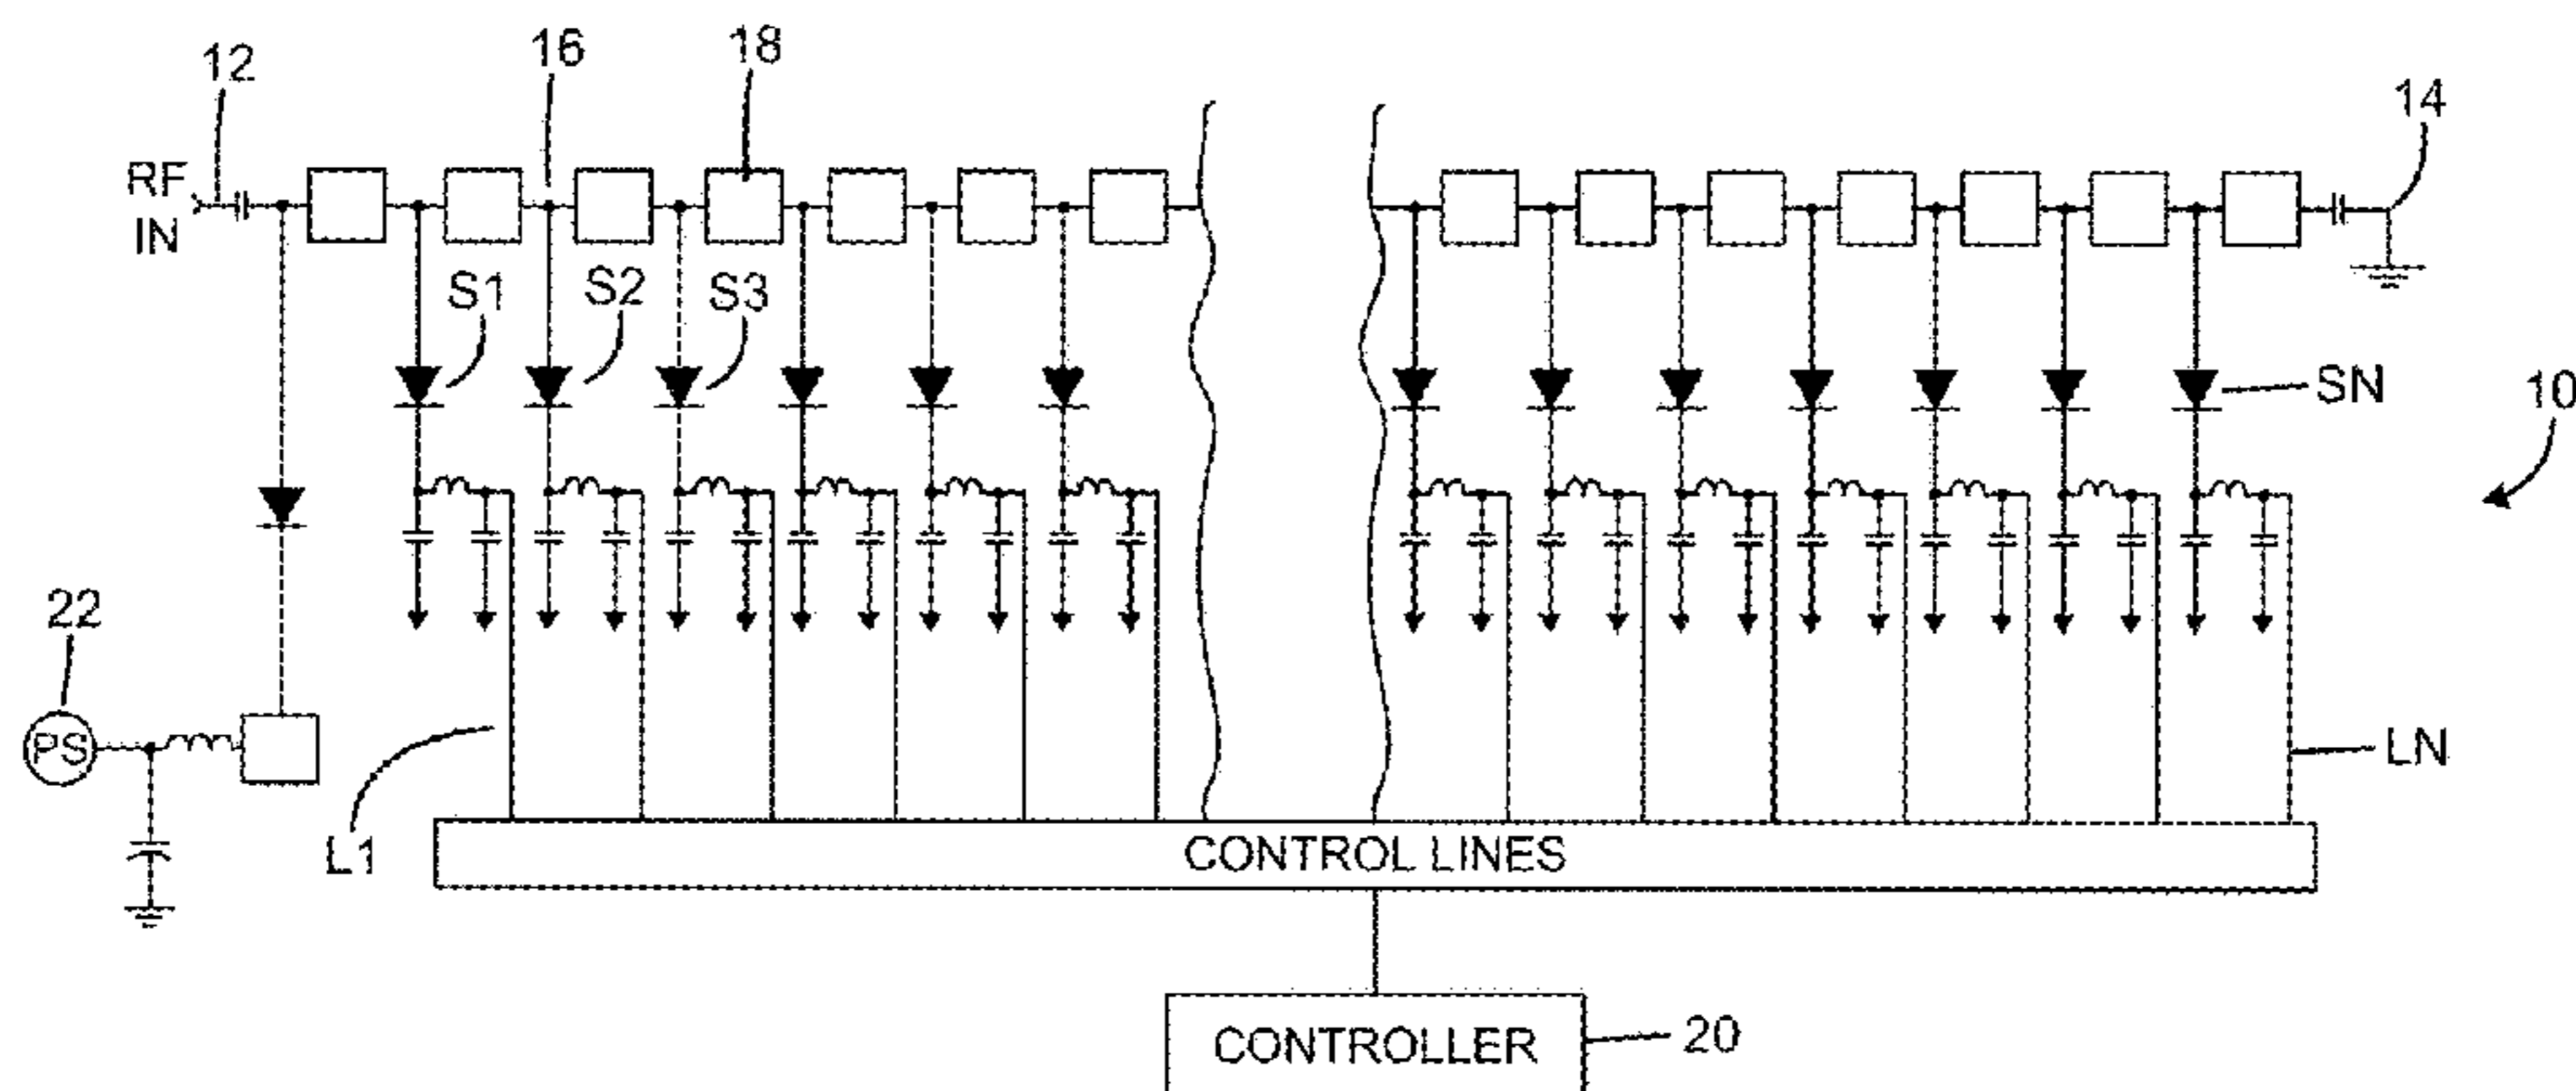 12
16
18
14
RF
IN
S1
S2
S3
SN
10
22
PS
L1
LN
CONTROL LINES
CONTROLLER
20